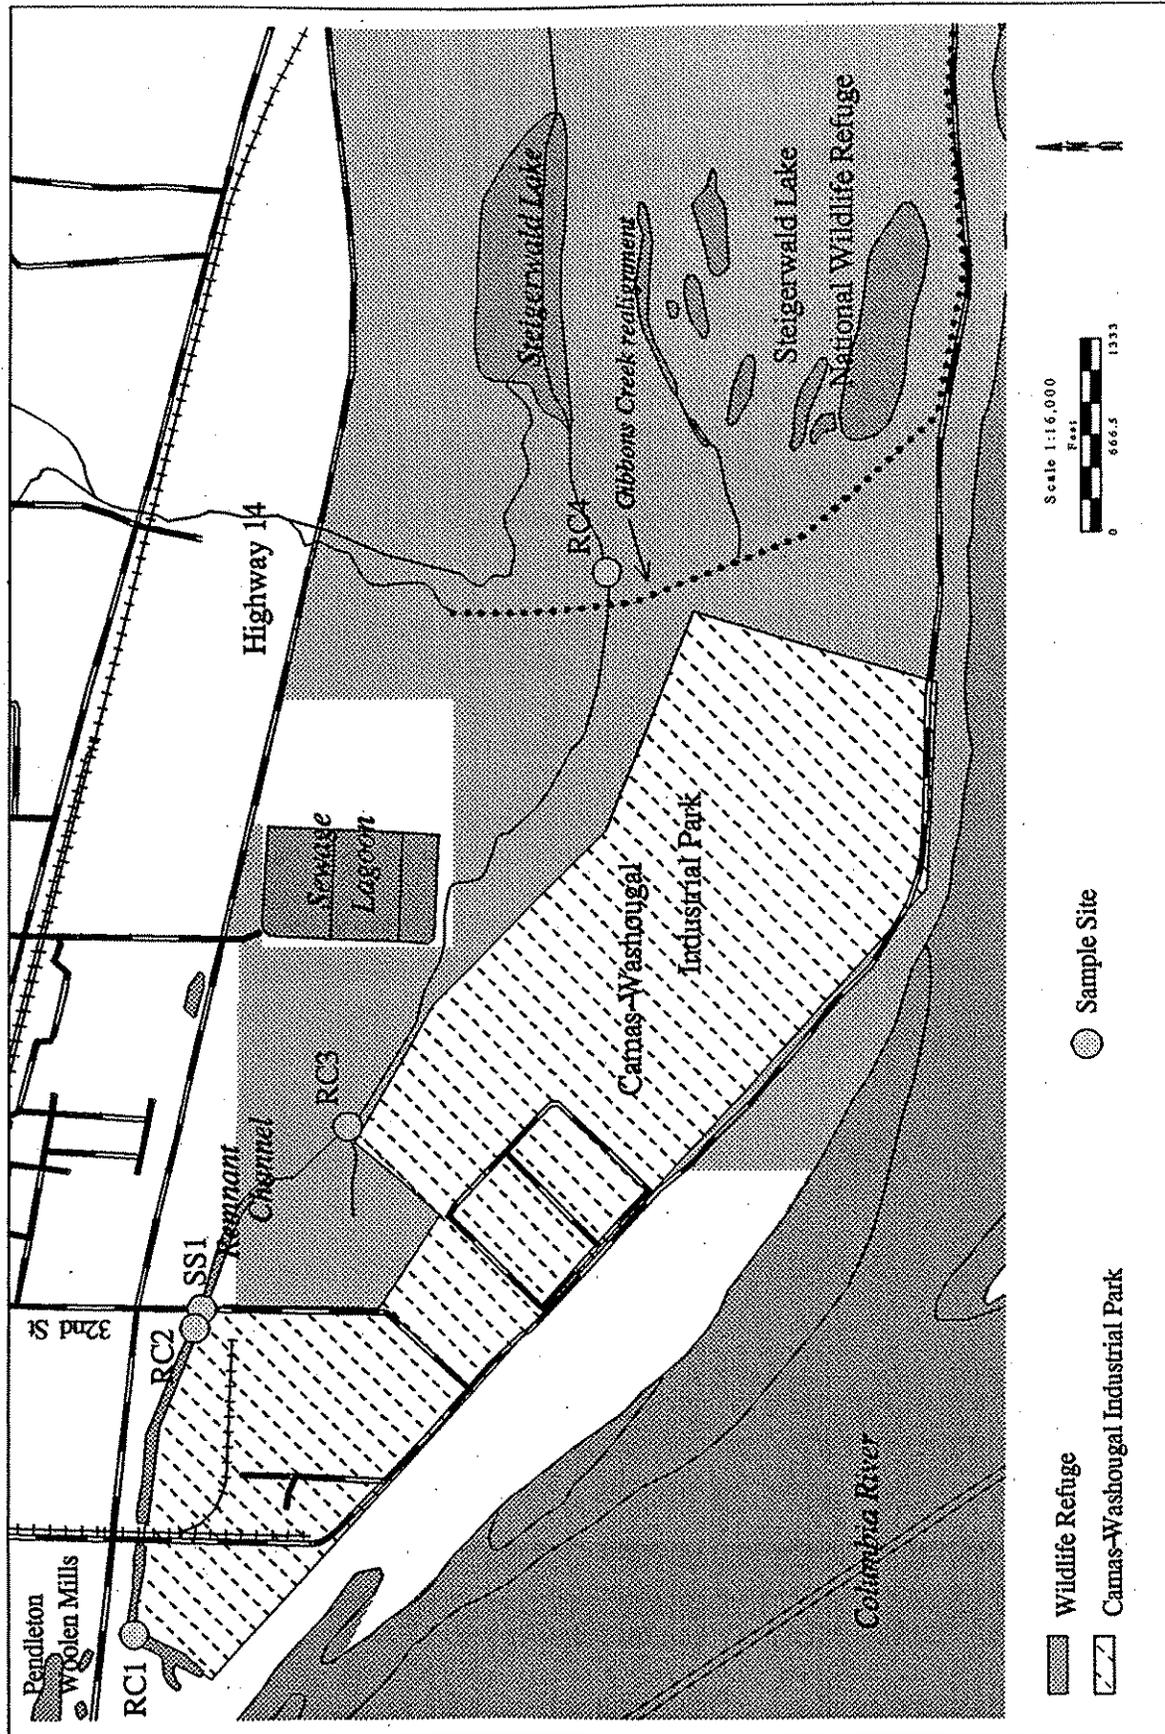 Pendleton
Woolen Mills
RC1
RC2
32nd St
SS1
Remnant
Channel
RC3
Sewage
Lagoon
Highway 14
RC4
Gibbons Creek realignment
Steigerwald Lake
Steigerwald Lake
National Wildlife Refuge
Camas-Washougal
Industrial Park
Columbia River
Wildlife Refuge
Camas-Washougal Industrial Park
Sample Site
Scale 1:16,000
Feet
0 666.5 1333